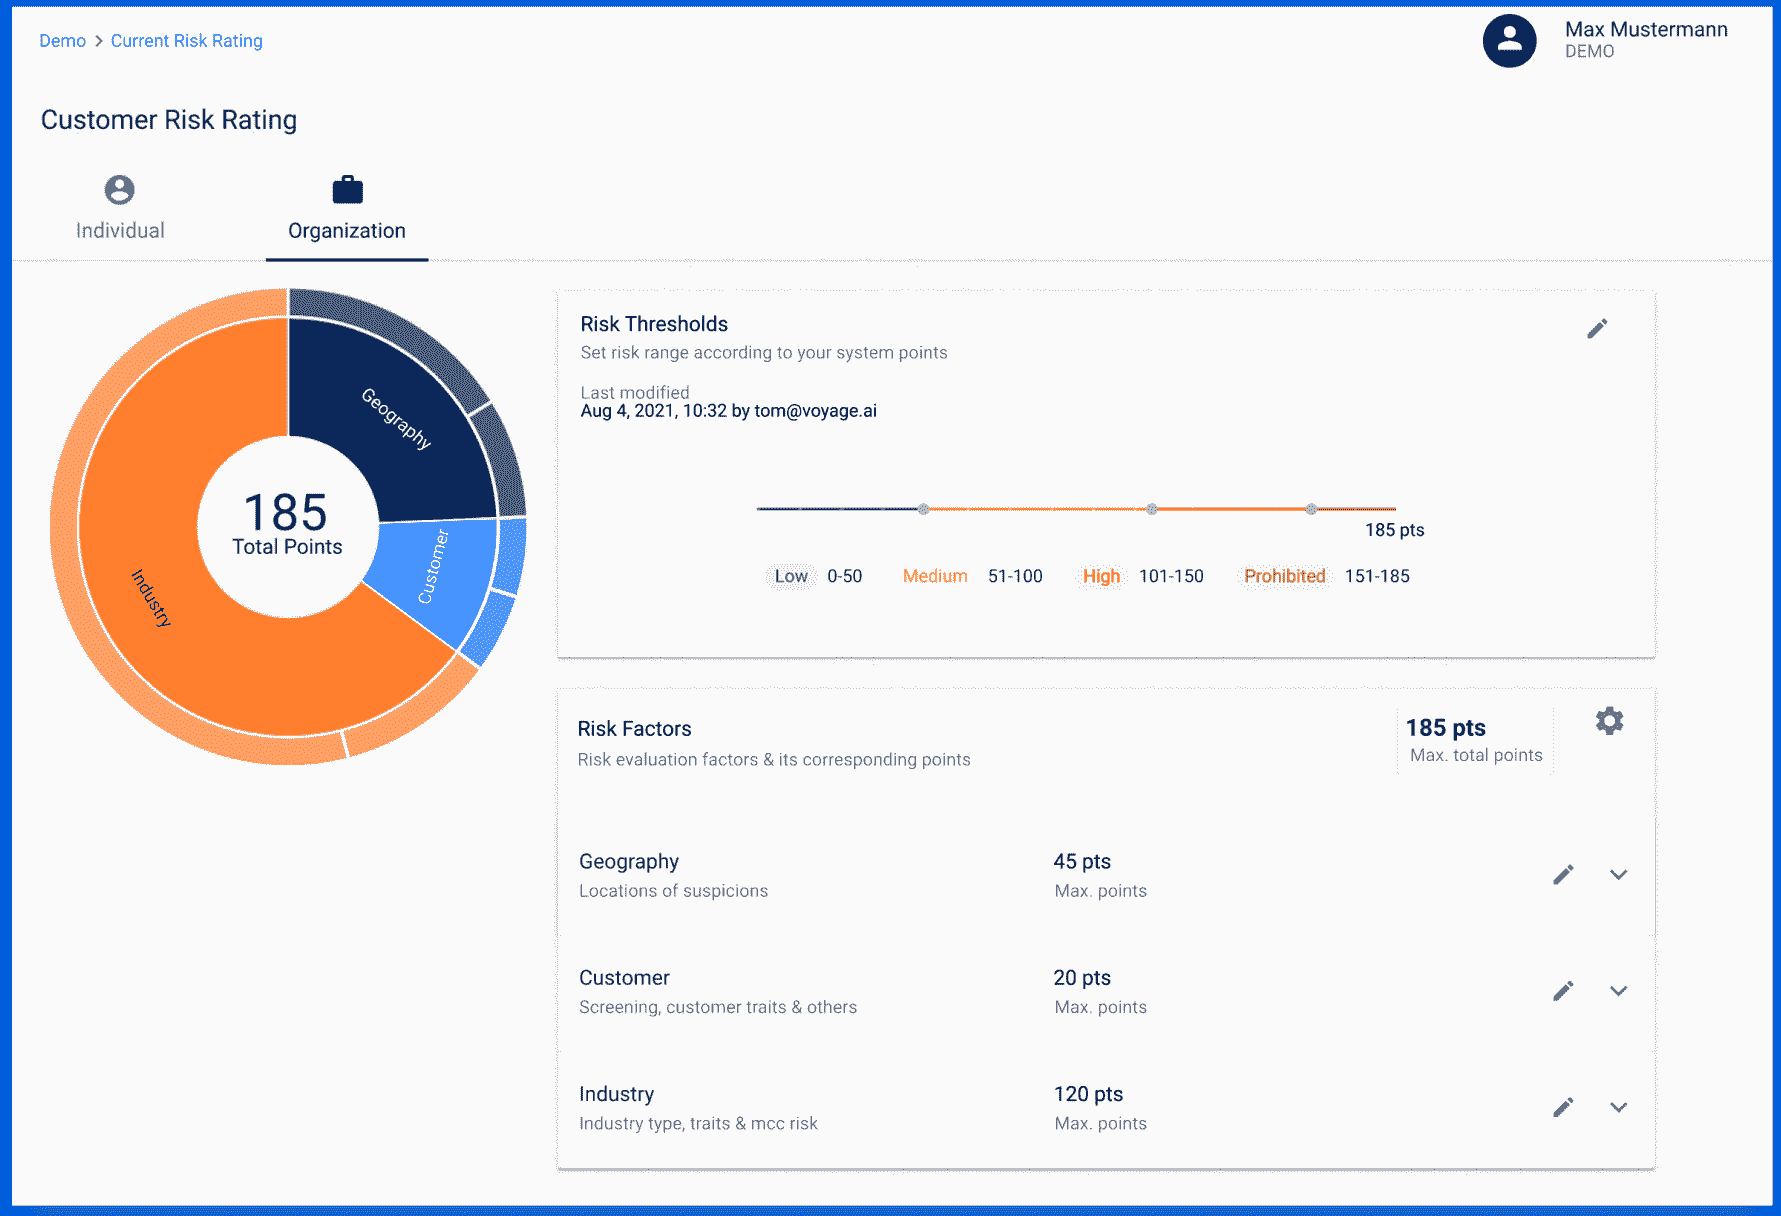 Demo > Current Risk Rating
Max Mustermann
DEMO
Customer Risk Rating
Individual
Organization
Geography
Customer
Industry
185
Total Points
Risk Thresholds
Set risk range according to your system points
Last modified
Aug 4, 2021, 10:32 by tom@voyage.ai
185 pts
Low 0-50 Medium 51-100 High 101-150 Prohibited 151-185
Risk Factors
Risk evaluation factors & its corresponding points
185 pts
Max. total points
Geography
Locations of suspicions
45 pts
Max. points
Customer
Screening, customer traits & others
20 pts
Max. points
Industry
Industry type, traits & mcc risk
120 pts
Max. points